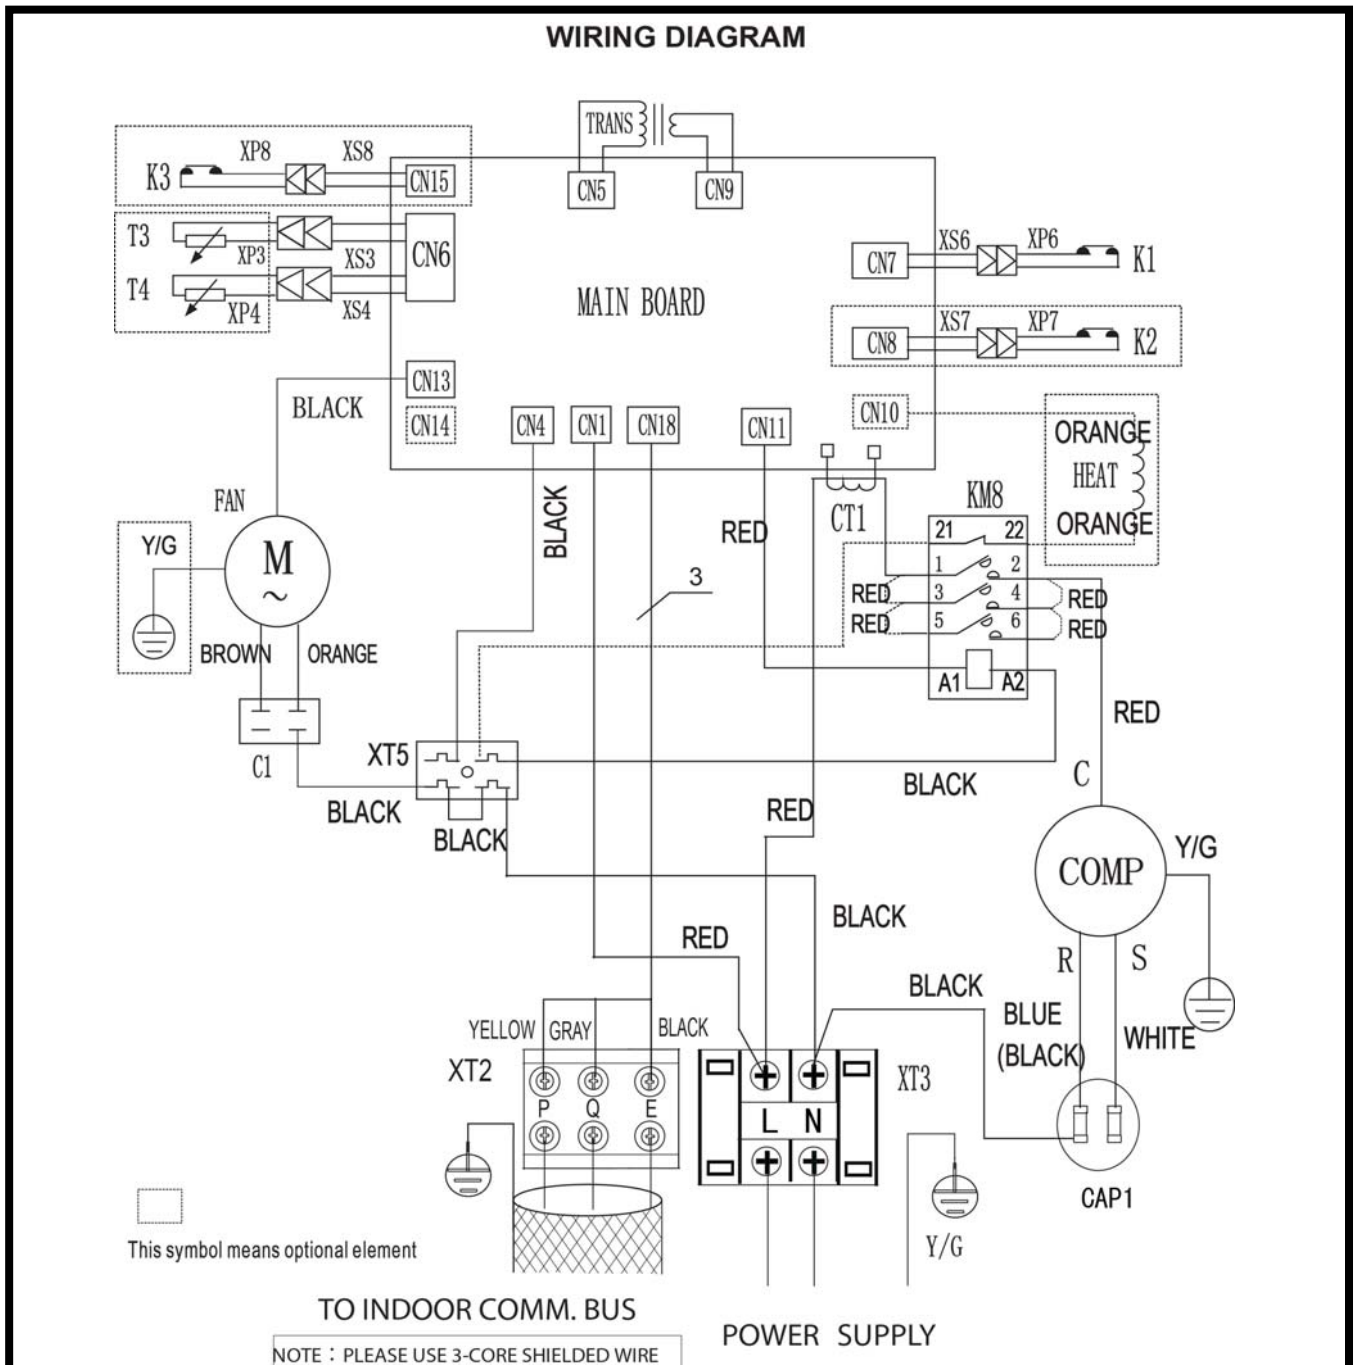 WIRING DIAGRAM
TRANS
XP8
XS8
K3
CN15
CN5
CN9
T3
XP3
XS3
CN6
T4
XP4
XS4
MAIN BOARD
CN7
XS6
XP6
K1
CN8
XS7
XP7
K2
CN13
BLACK
CN14
CN4
CN1
CN18
CN11
CN10
ORANGE
HEAT
ORANGE
FAN
Y/G
M
~
BLACK
RED
CT1
KM8
21
22
1
2
RED
3
4
RED
RED
5
6
RED
A1
A2
3
BROWN
ORANGE
C1
XT5
BLACK
BLACK
BLACK
RED
RED
C
COMP
Y/G
R
S
RED
BLACK
BLACK
BLUE
(BLACK)
WHITE
YELLOW
GRAY
BLACK
XT2
P
Q
E
L
N
XT3
CAP1
Y/G
This symbol means optional element
TO INDOOR COMM. BUS
POWER SUPPLY
NOTE：PLEASE USE 3-CORE SHIELDED WIRE